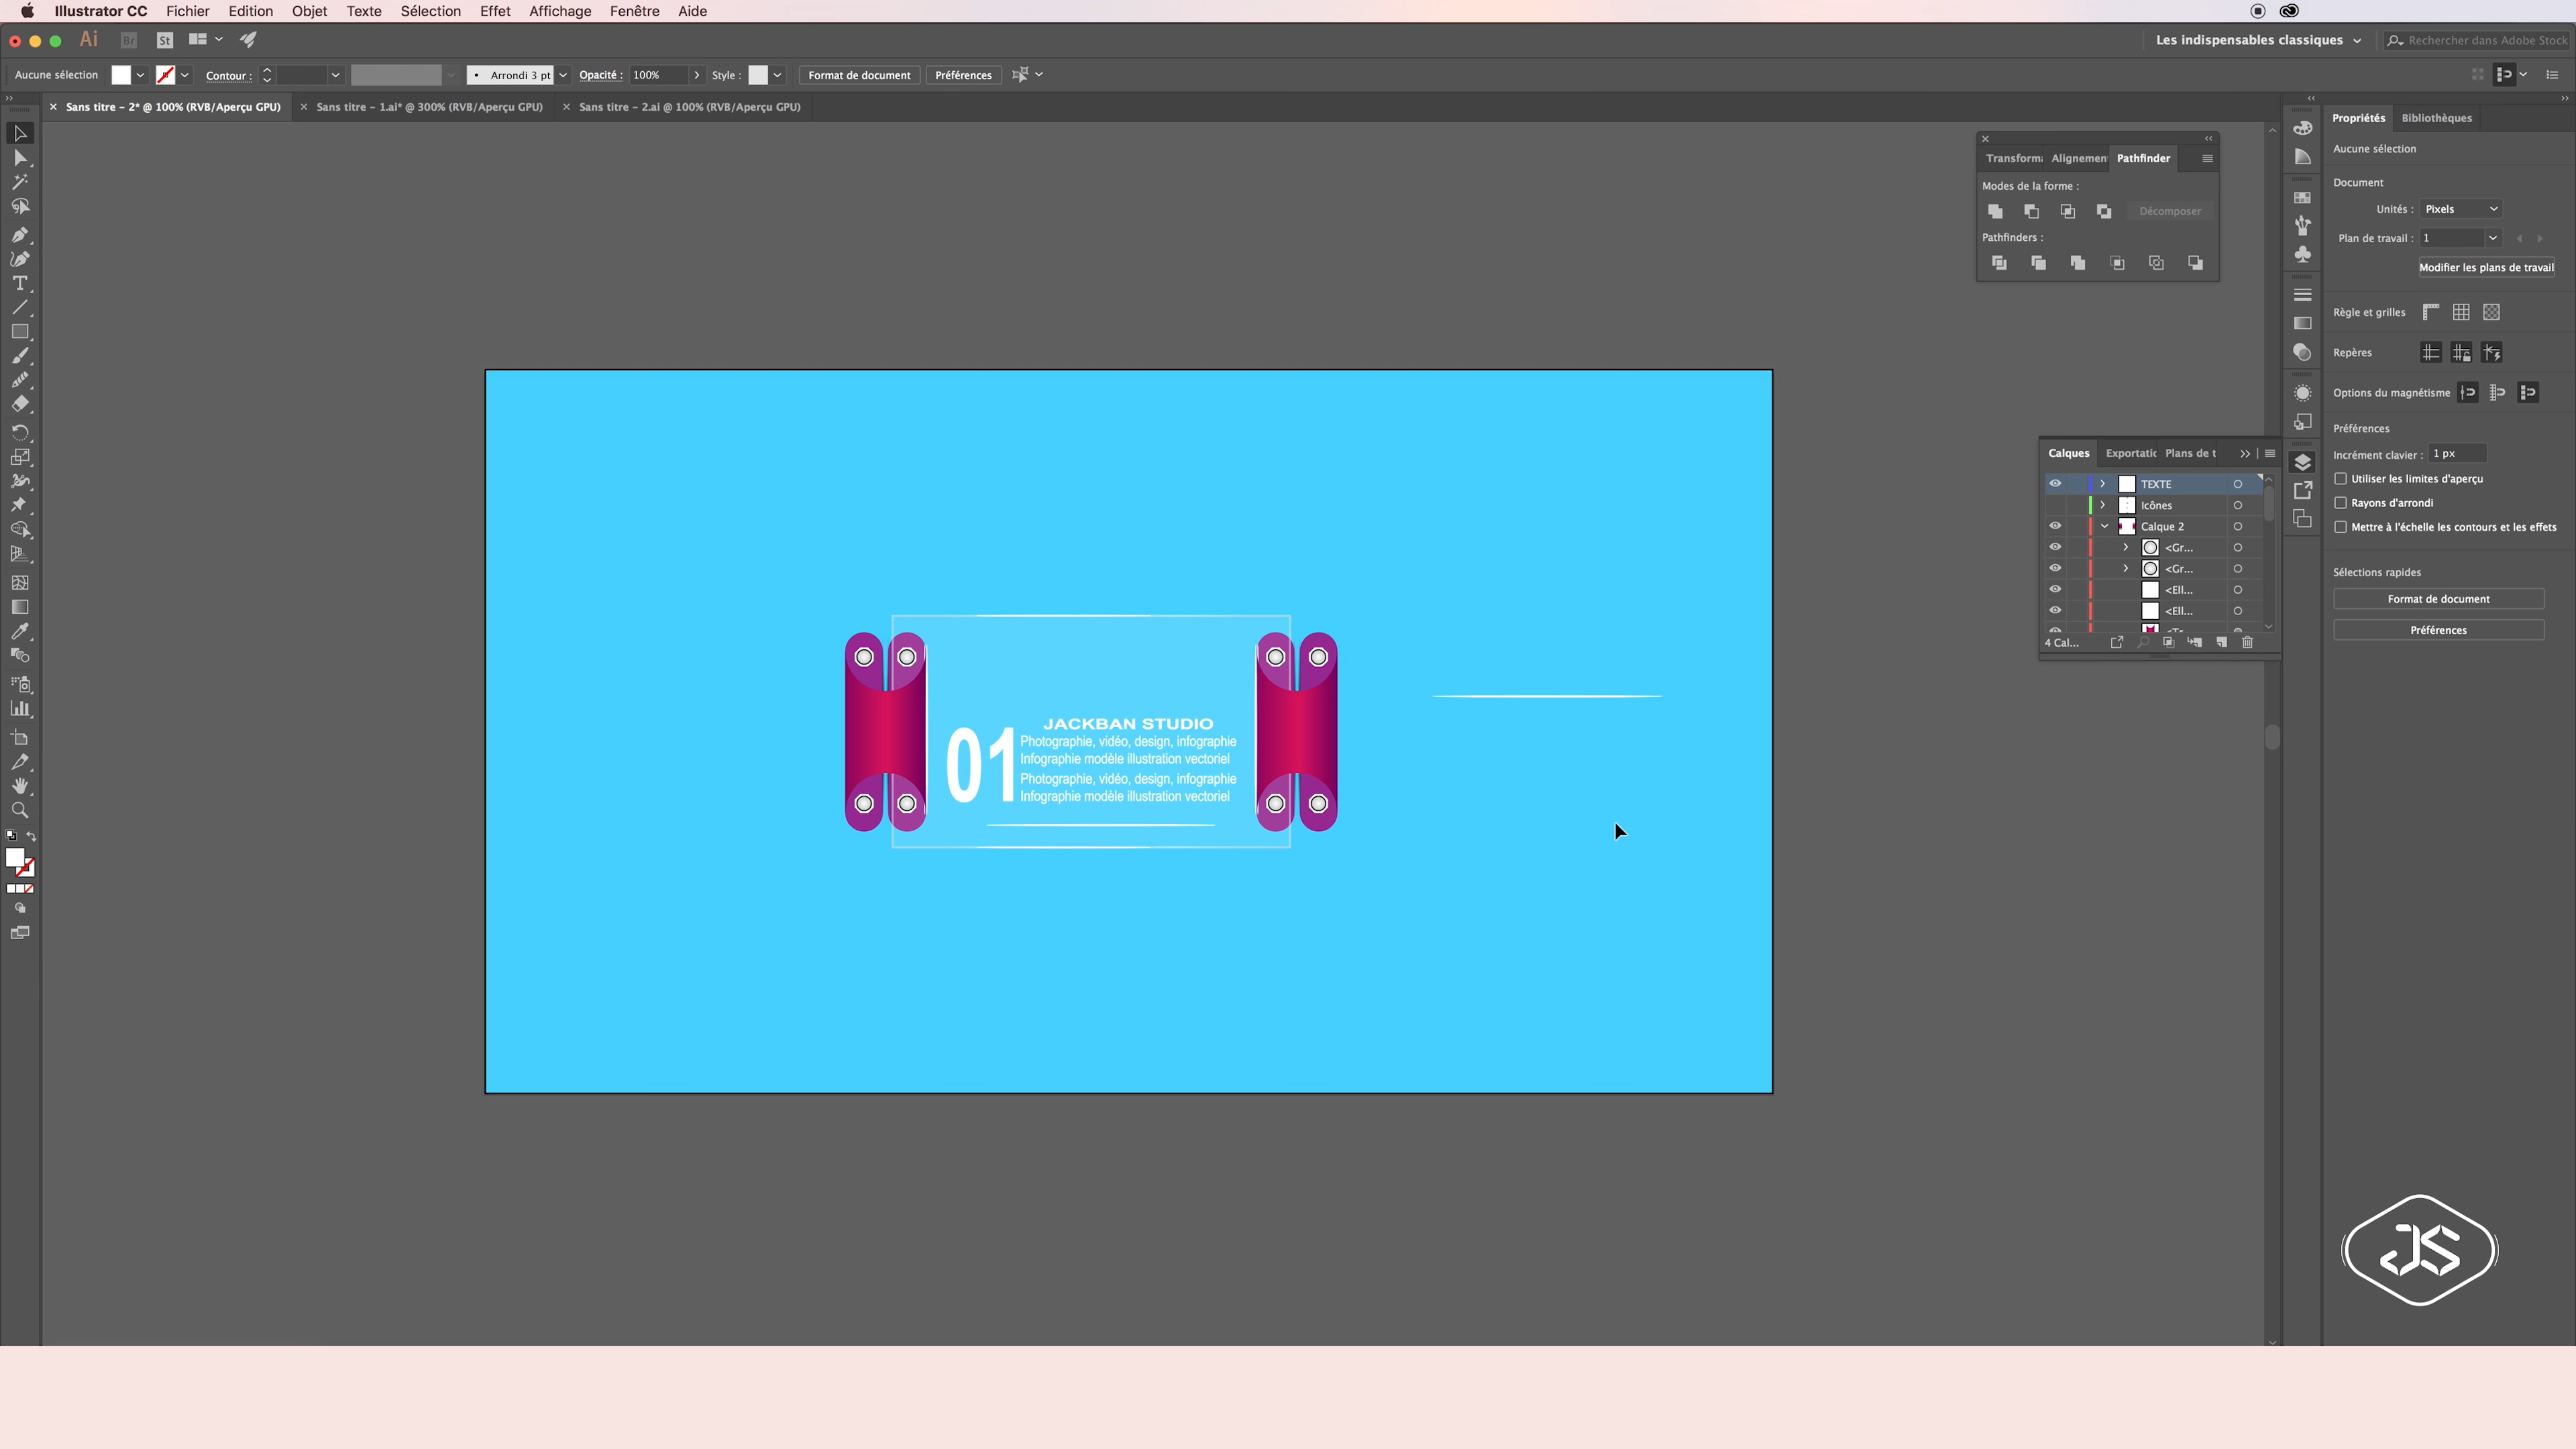 Illustrator CC Fichier Edition Objet Texte Sélection Effet Affichage Fenêtre Aide
Ai Br St Les indispensables classiques Rechercher dans Adobe Stock
Aucune sélection Contour : Arrondi 3 pt Opacité : 100% Style : Format de document Préférences
Sans titre – 2* @ 100% (RVB/Aperçu GPU) Sans titre – 1.ai* @ 300% (RVB/Aperçu GPU) Sans titre – 2.ai @ 100% (RVB/Aperçu GPU)
Transforma Alignemen Pathfinder
Modes de la forme :
Décomposer
Pathfinders :
Propriétés Bibliothèques
Aucune sélection
Document
Unités : Pixels
Plan de travail : 1
Modifier les plans de travail
Règle et grilles
Repères
Options du magnétisme
Préférences
Incrément clavier : 1 px
Utiliser les limites d'aperçu
Rayons d'arrondi
Mettre à l'échelle les contours et les effets
Sélections rapides
Format de document
Préférences
Calques Exportatic Plans de t
TEXTE
Icônes
Calque 2
<Gr...
<Gr...
<Ell...
<Ell...
<Tr...
4 Cal...
01
JACKBAN STUDIO
Photographie, vidéo, design, infographie
Infographie modèle illustration vectoriel
Photographie, vidéo, design, infographie
Infographie modèle illustration vectoriel
JS